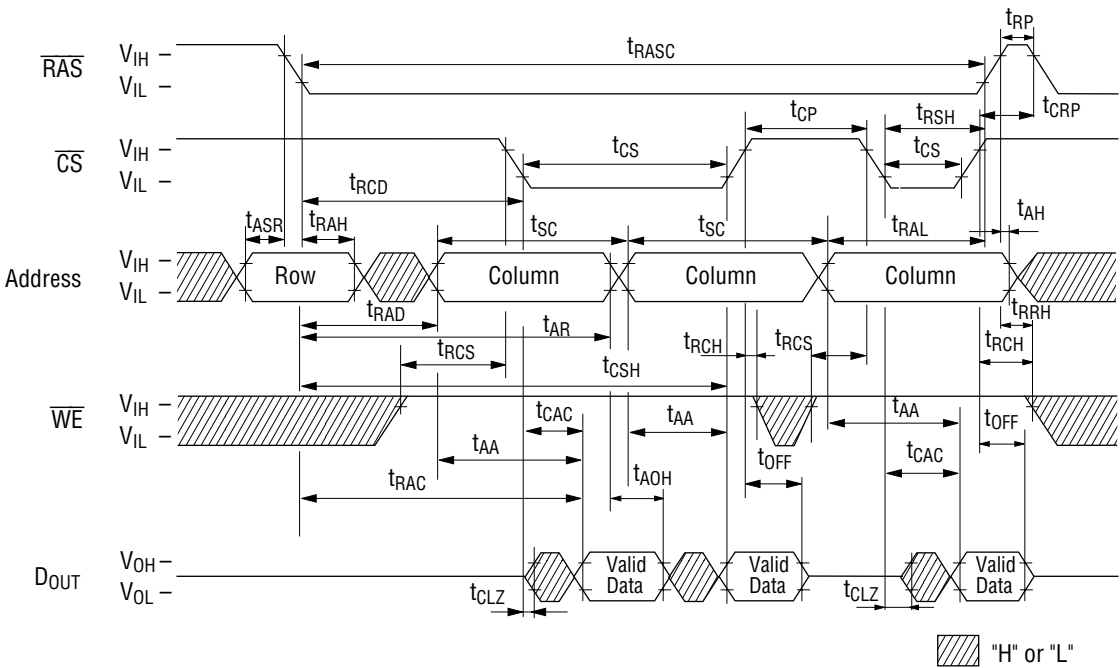 tRP
RAS VIH – tRASC
VIL –
tCP tRSH tCRP
CS VIH – tCS tCS
VIL –
tRCD
tASR tRAH tSC tSC tRAL tAH
Address VIH – Row Column Column Column
VIL –
tRAD tAR tRRH
tRCS tRCH tRCS tRCH
tCSH
WE VIH – tCAC tAA tAA tOFF
VIL –
tAA tOFF tCAC
tRAC tAOH
DOUT VOH – Valid Data Valid Data Valid Data
VOL –
tCLZ tCLZ
"H" or "L"